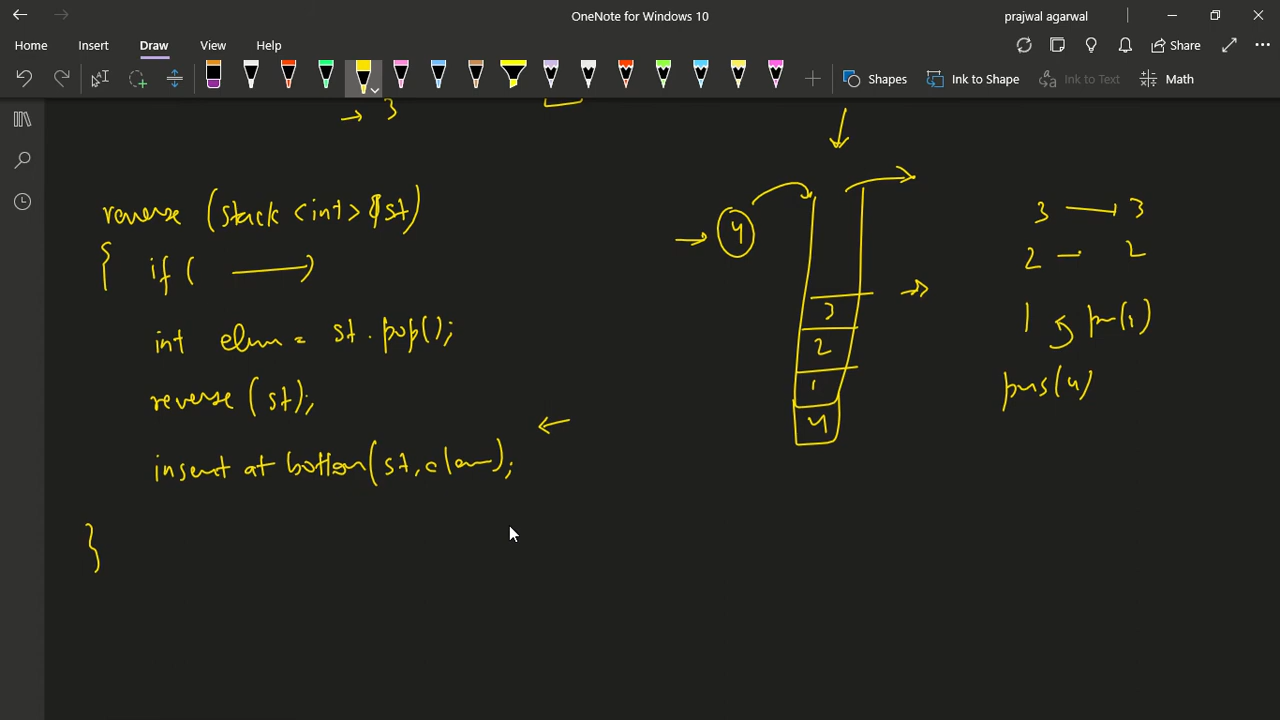 OneNote for Windows 10
prajwal agarwal
Home Insert Draw View Help
Share
Shapes Ink to Shape Ink to Text Math
→ 3
reverse (stack <int> &st)
{ if ( —— )
int elem = st.pop();
reverse (st);
insert at bottom(st, elem);
}
→ 4
3
2
1
4
3 — 3
2 — 2
1
pus(4)